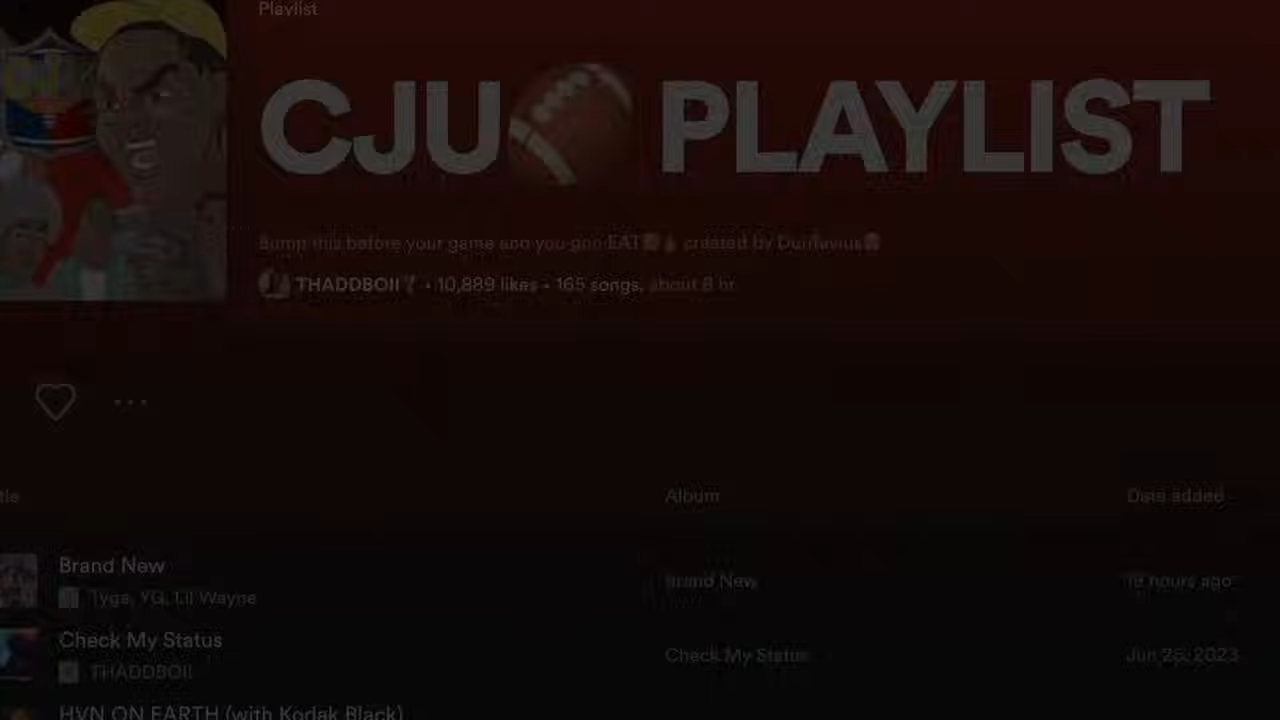 Playlist
CJU🏈 PLAYLIST
Bump this before your game and you gon EAT created by Dunlavius
THADDBOII • 10,889 likes • 165 songs, about 8 hr
Album
Date added
Brand New
Tyga, YG, Lil Wayne
Brand New
19 hours ago
Check My Status
THADDBOII
Check My Status
Jun 25, 2023
HVN ON EARTH (with Kodak Black)